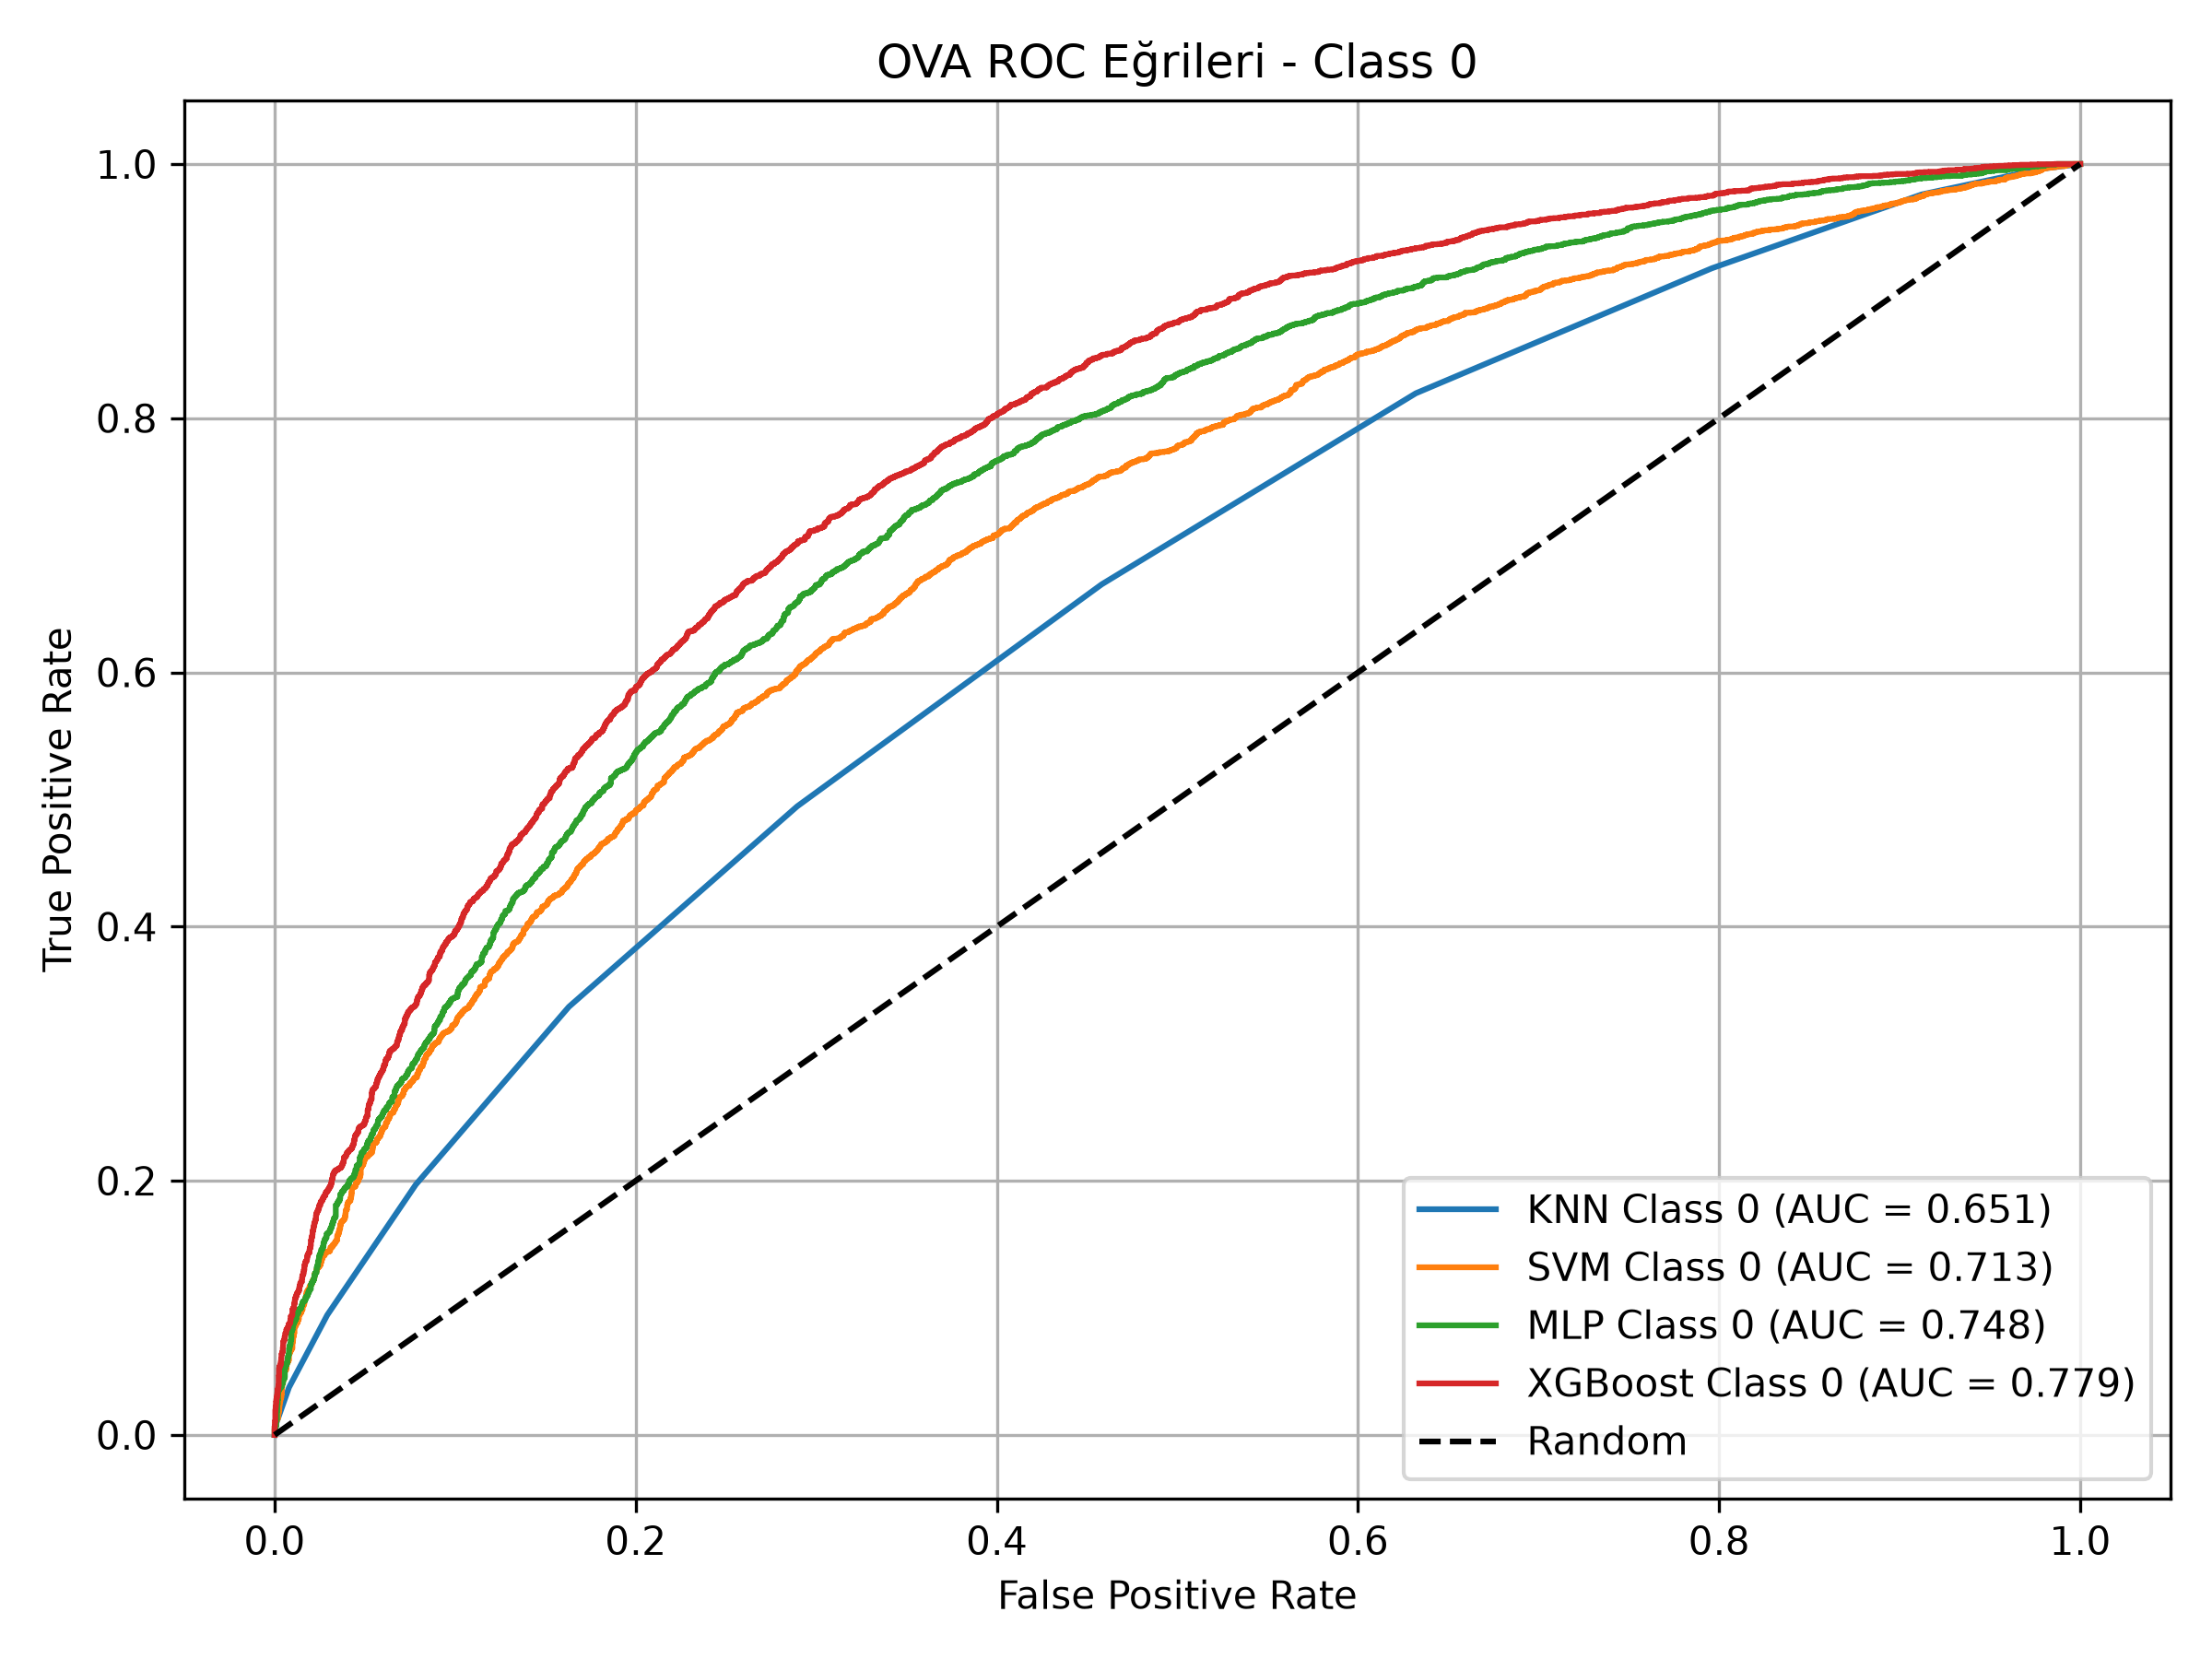 OVA ROC Eğrileri - Class 0
True Positive Rate
1.0
0.8
0.6
0.4
0.2
0.0
KNN Class 0 (AUC = 0.651)
SVM Class 0 (AUC = 0.713)
MLP Class 0 (AUC = 0.748)
XGBoost Class 0 (AUC = 0.779)
Random
0.0 0.2 0.4 0.6 0.8 1.0
False Positive Rate